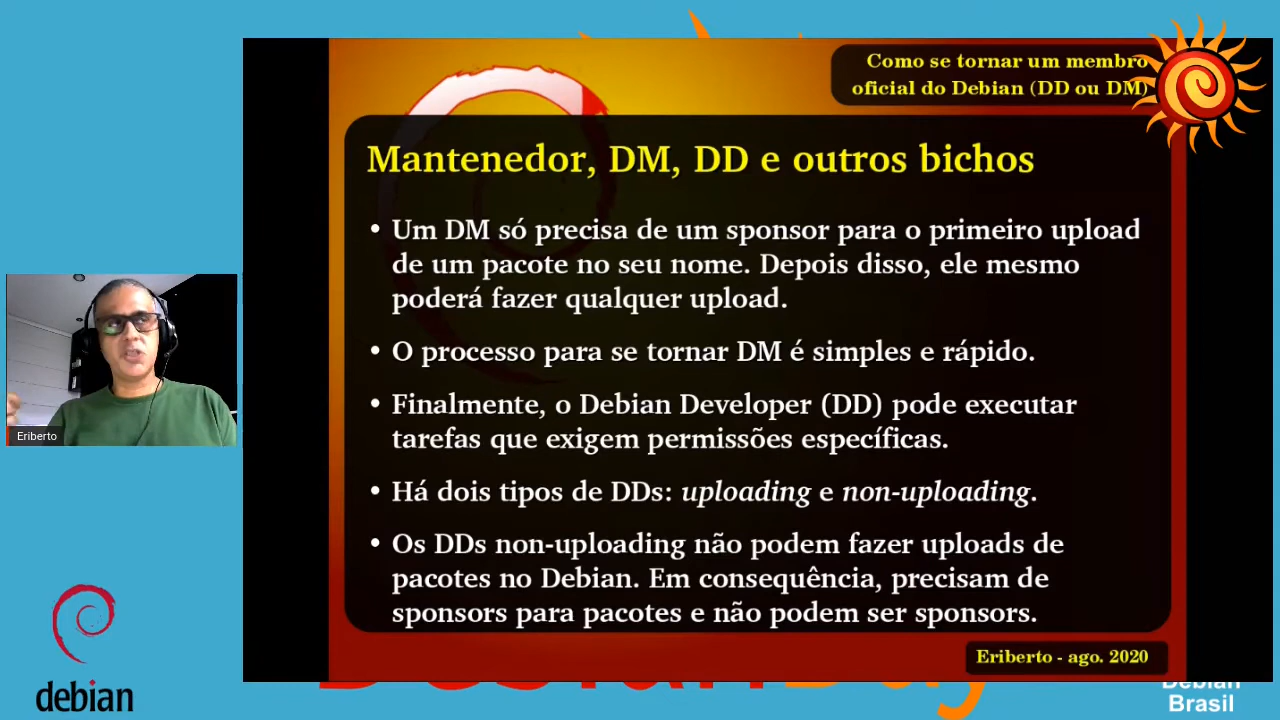 Como se tornar um membro
oficial do Debian (DD ou DM)
Mantenedor, DM, DD e outros bichos
• Um DM só precisa de um sponsor para o primeiro upload
de um pacote no seu nome. Depois disso, ele mesmo
poderá fazer qualquer upload.
• O processo para se tornar DM é simples e rápido.
• Finalmente, o Debian Developer (DD) pode executar
tarefas que exigem permissões específicas.
• Há dois tipos de DDs: uploading e non-uploading.
• Os DDs non-uploading não podem fazer uploads de
pacotes no Debian. Em consequência, precisam de
sponsors para pacotes e não podem ser sponsors.
Eriberto - ago. 2020
Eriberto
debian
Debian
Brasil